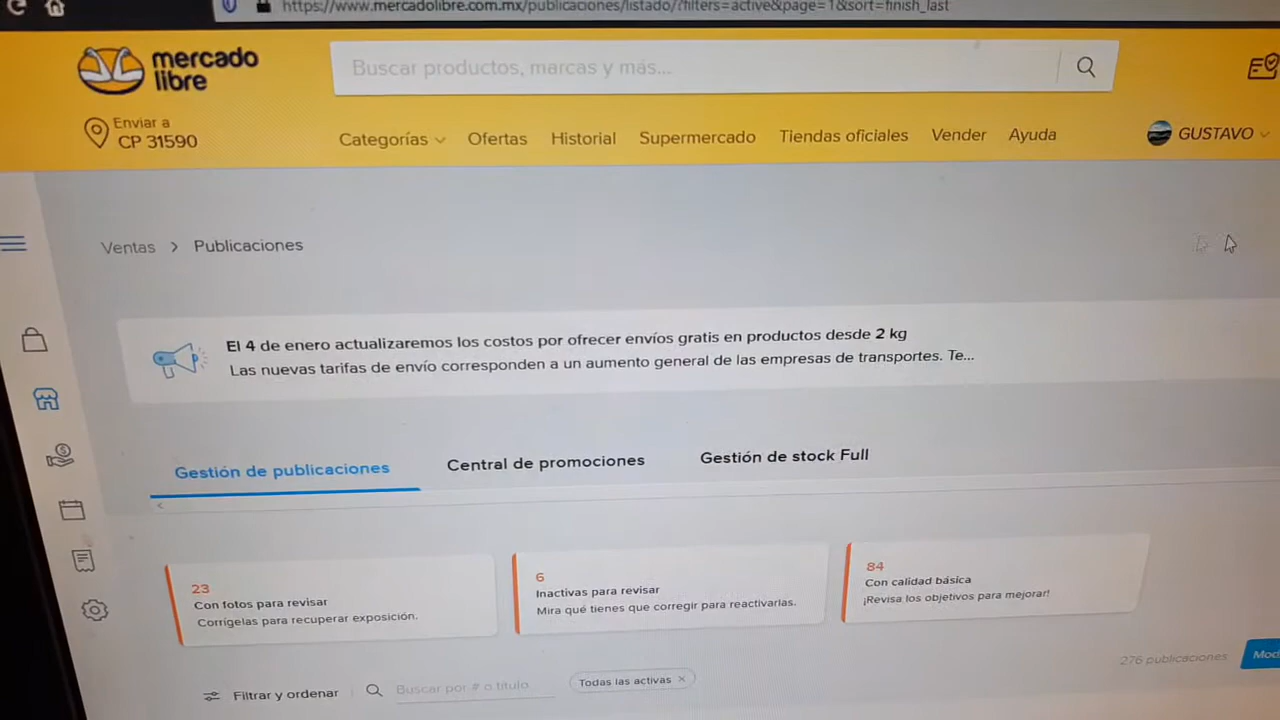 https://www.mercadolibre.com.mx/publicaciones/listado/?filters=active&page=1&sort=finish_last
mercado
libre
Buscar productos, marcas y más...
Enviar a
CP 31590
Categorías
Ofertas
Historial
Supermercado
Tiendas oficiales
Vender
Ayuda
GUSTAVO
Ventas > Publicaciones
El 4 de enero actualizaremos los costos por ofrecer envíos gratis en productos desde 2 kg
Las nuevas tarifas de envío corresponden a un aumento general de las empresas de transportes. Te...
Gestión de publicaciones
Central de promociones
Gestión de stock Full
23
Con fotos para revisar
Corrígelas para recuperar exposición.
6
Inactivas para revisar
Mira qué tienes que corregir para reactivarlas.
84
Con calidad básica
¡Revisa los objetivos para mejorar!
276 publicaciones
Filtrar y ordenar
Buscar por # o título
Todas las activas ×